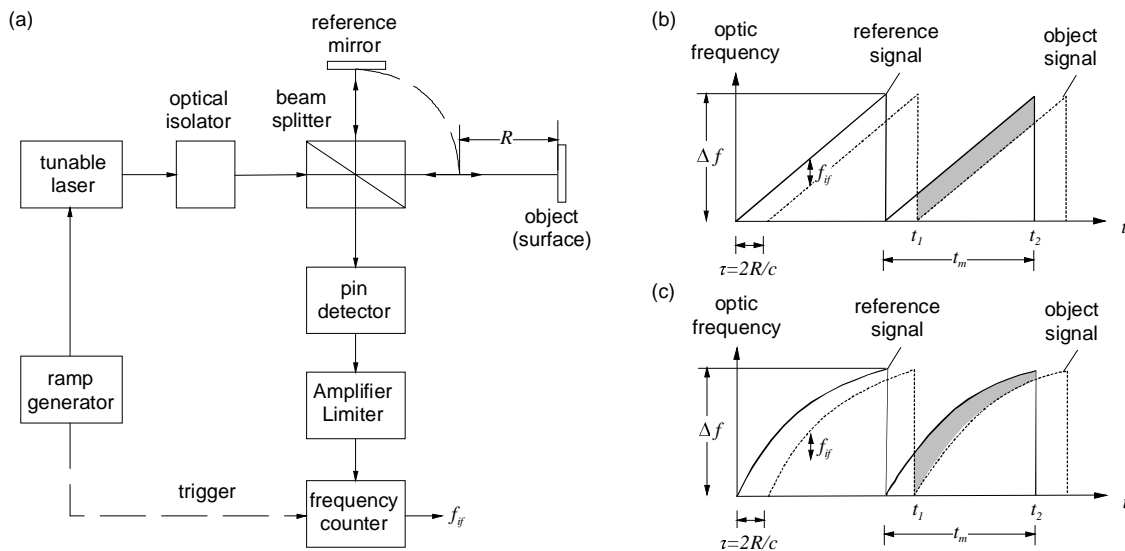 (a)
reference
mirror
optical
isolator
beam
splitter
R
tunable
laser
object
(surface)
pin
detector
ramp
generator
Amplifier
Limiter
trigger
frequency
counter
f_if
(b)
optic
frequency
reference
signal
object
signal
Δf
f_if
t_1
t_2
t
t_m
τ=2R/c
(c)
optic
frequency
reference
signal
object
signal
Δf
f_if
t_1
t_2
t
t_m
τ=2R/c